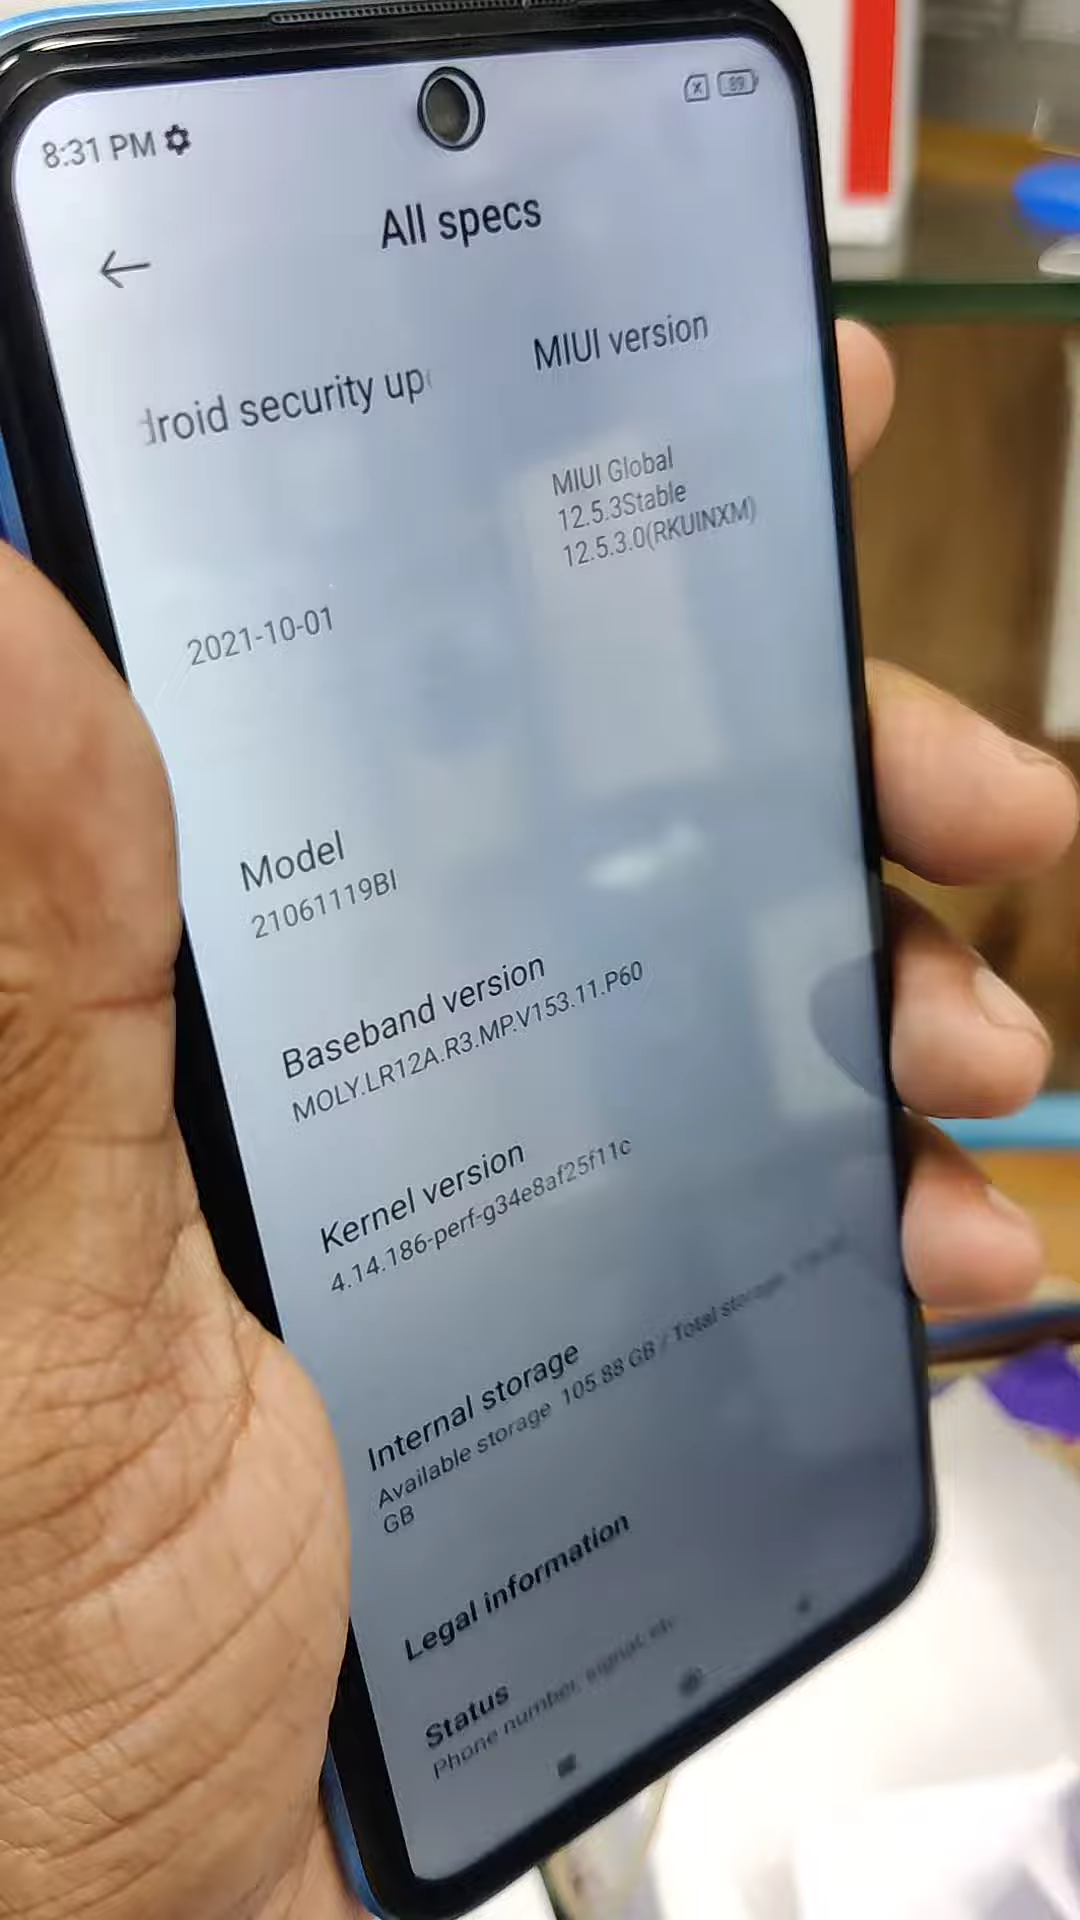 8:31 PM
89
All specs
droid security up
MIUI version
MIUI Global
12.5.3Stable
12.5.3.0(RKUINXM)
2021-10-01
Model
21061119BI
Baseband version
MOLY.LR12A.R3.MP.V153.11.P60
Kernel version
4.14.186-perf-g34e8af25f11c
Internal storage
Available storage 105.88 GB / Total storage
GB
Legal information
Status
Phone number, signal, etc.